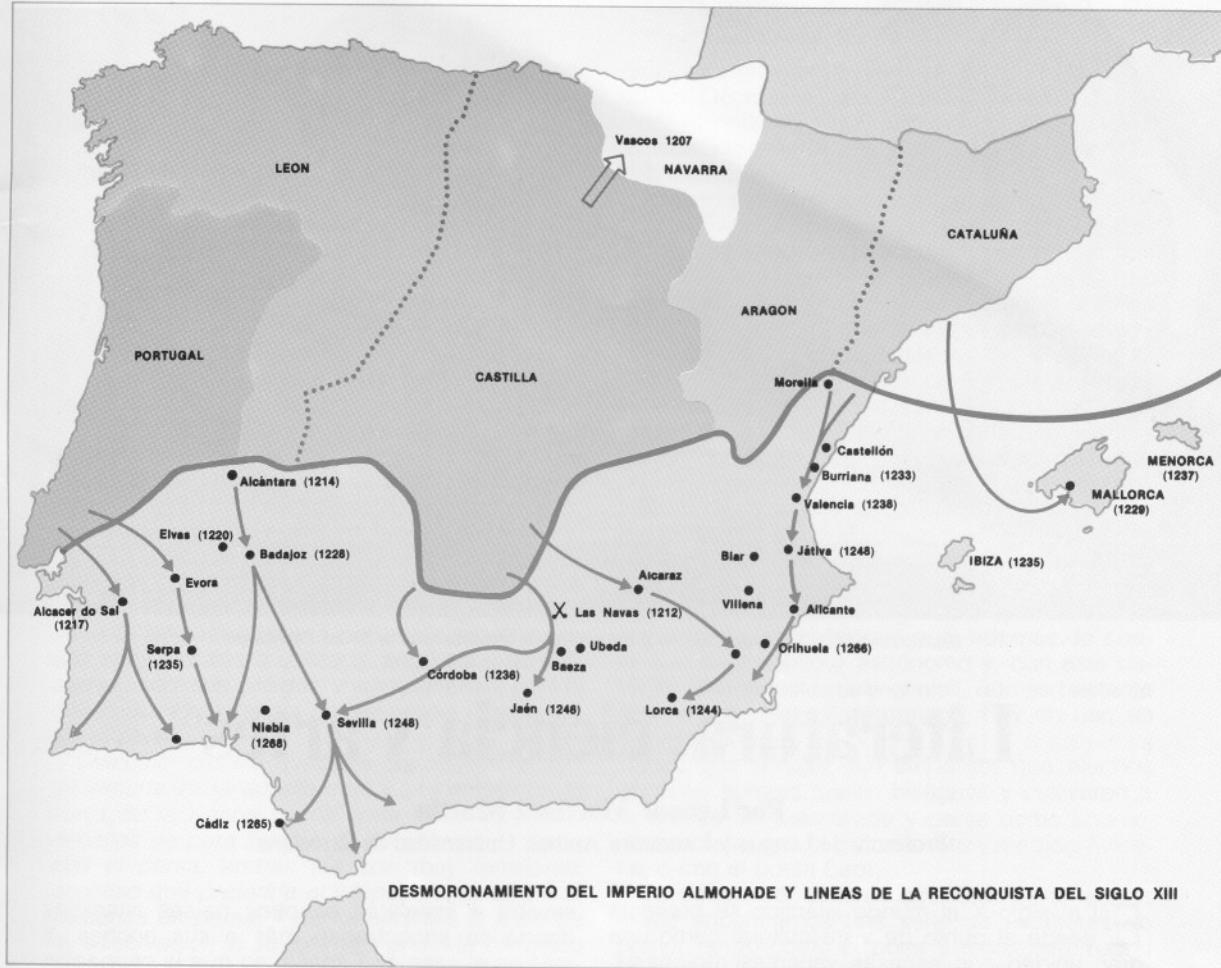 Vascos 1207
NAVARRA
LEON
CATALUÑA
ARAGON
PORTUGAL
CASTILLA
Morella
Castellón
Burriana (1233)
MENORCA
(1237)
MALLORCA
(1229)
Alcántara (1214)
Valencia (1238)
Elvas (1220)
Badajoz (1228)
Játiva (1248)
Biar
IBIZA (1235)
Evora
Alcaraz
Villena
Alcacer do Sal
(1217)
Las Navas (1212)
Alicante
Serpa
(1235)
Ubeda
Baeza
Orihuela (1266)
Córdoba (1236)
Jaén (1246)
Lorca (1244)
Niebla
(1268)
Sevilla (1248)
Cádiz (1265)
DESMORONAMIENTO DEL IMPERIO ALMOHADE Y LINEAS DE LA RECONQUISTA DEL SIGLO XIII